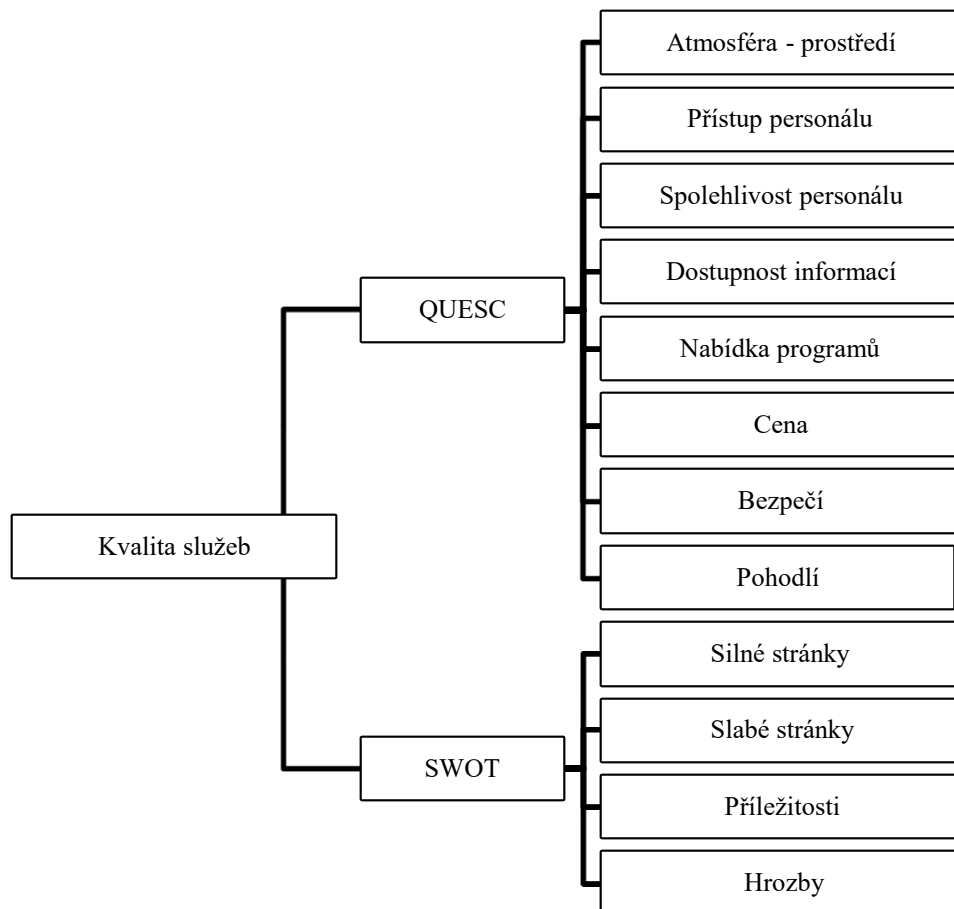 Kvalita služeb
QUESC
Atmosféra - prostředí
Přístup personálu
Spolehlivost personálu
Dostupnost informací
Nabídka programů
Cena
Bezpečí
Pohodlí
SWOT
Silné stránky
Slabé stránky
Příležitosti
Hrozby